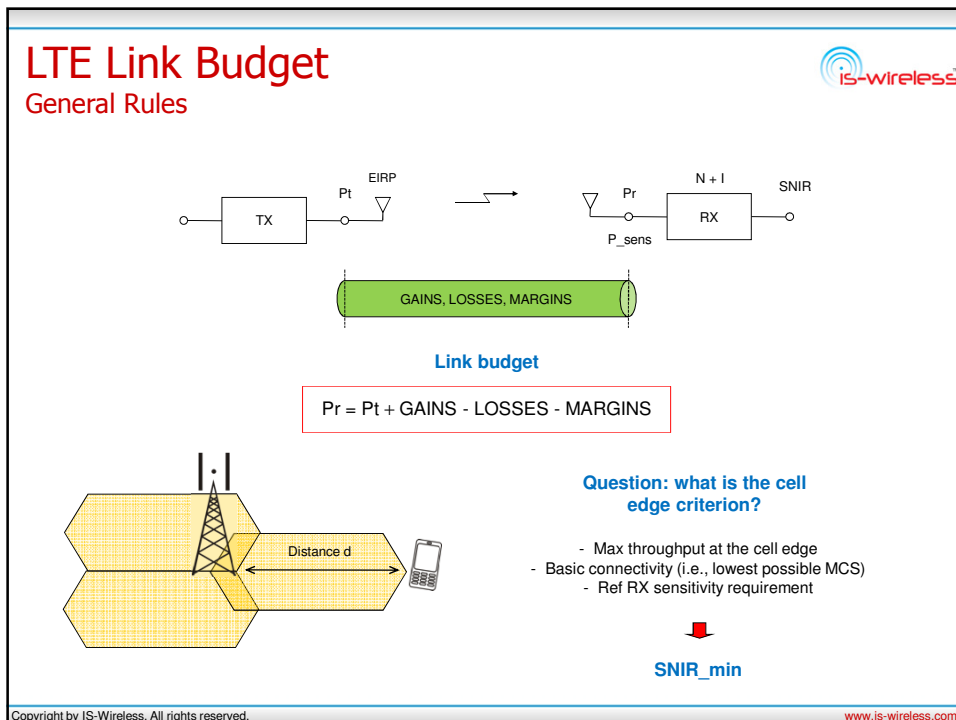 LTE Link Budget
General Rules
is-wireless
EIRP
Pt
TX
N + I
Pr
SNIR
RX
P_sens
GAINS, LOSSES, MARGINS
Link budget
Pr = Pt + GAINS - LOSSES - MARGINS
Distance d
Question: what is the cell
edge criterion?
- Max throughput at the cell edge
- Basic connectivity (i.e., lowest possible MCS)
- Ref RX sensitivity requirement
SNIR_min
Copyright by IS-Wireless. All rights reserved.
www.is-wireless.com